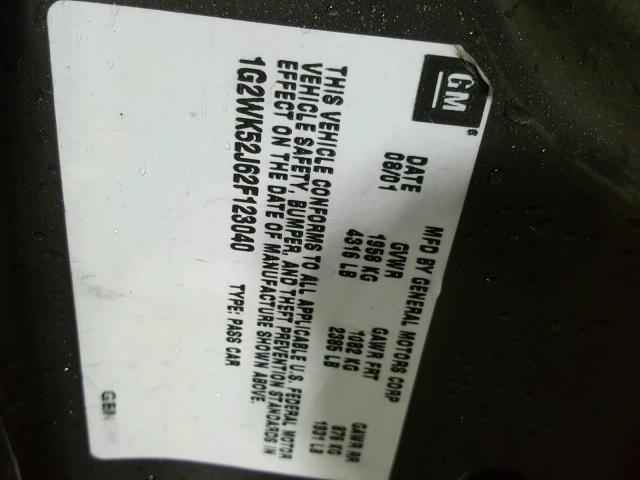 GM
MFD BY GENERAL MOTORS CORP
DATE GVWR GAWR FRT GAWR RR
08/01 1958 KG 1082 KG 876 KG
4316 LB 2385 LB 1931 LB
THIS VEHICLE CONFORMS TO ALL APPLICABLE U.S. FEDERAL MOTOR
VEHICLE SAFETY, BUMPER, AND THEFT PREVENTION STANDARDS IN
EFFECT ON THE DATE OF MANUFACTURE SHOWN ABOVE.
1G2WK52J62F123040 TYPE: PASS CAR